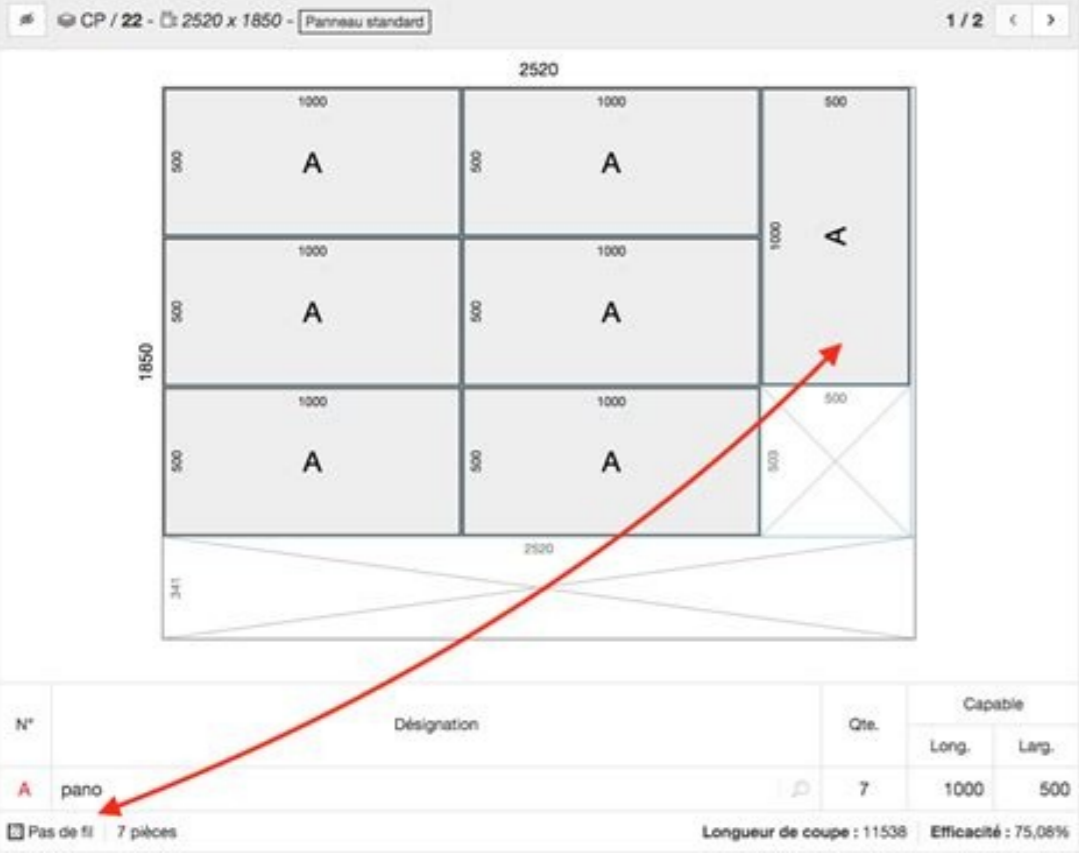 CP / 22 - 2520 x 1850 - Panneau standard
1 / 2
2520
1000 1000 500
500 A 500 A
1000 A
1000 1000
500 A 500 A
1850
1000 1000 500
500 A 500 A 503
2520
341
N° Désignation Qte. Capable
Long. Larg.
A pano 7 1000 500
Pas de fil 7 pièces Longueur de coupe : 11538 Efficacité : 75,08%